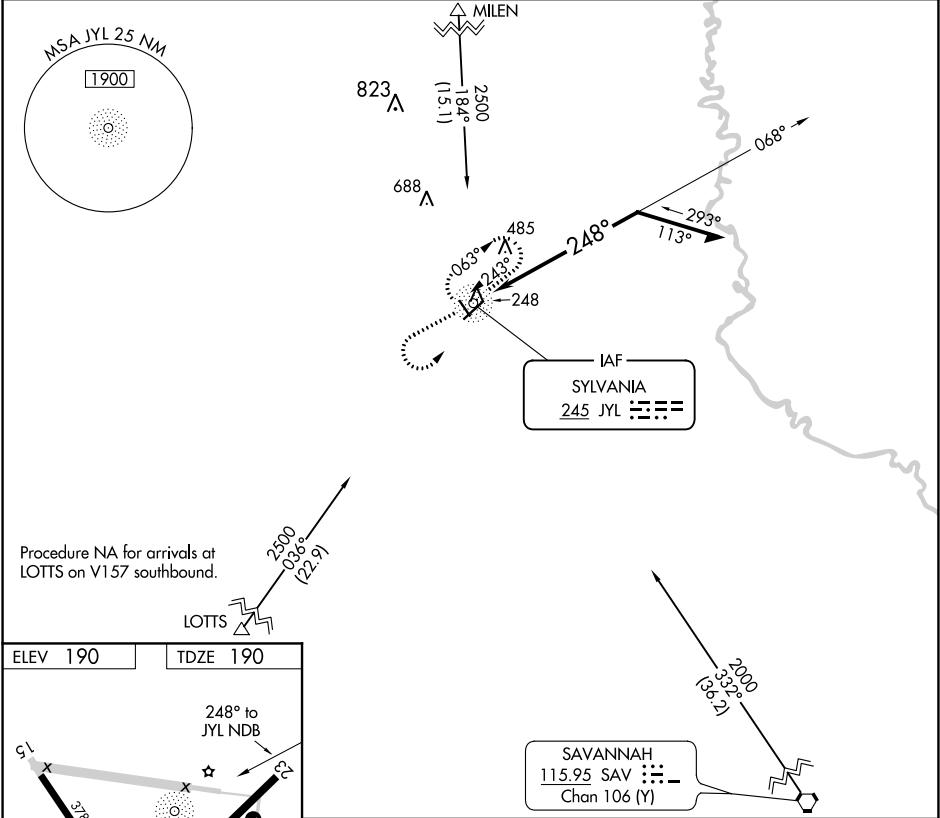 MSA JYL 25 NM
1900
MILEN
2500
184°
(15.1)
823
688
485
068°
293°
113°
248°
063°
243°
248
IAF
SYLVANIA
245 JYL
Procedure NA for arrivals at
LOTTS on V157 southbound.
2500
036°
(22.9)
LOTTS
2000
332°
(36.2)
SAVANNAH
115.95 SAV
Chan 106 (Y)
ELEV 190
TDZE 190
248° to
JYL NDB
15
X
X
23